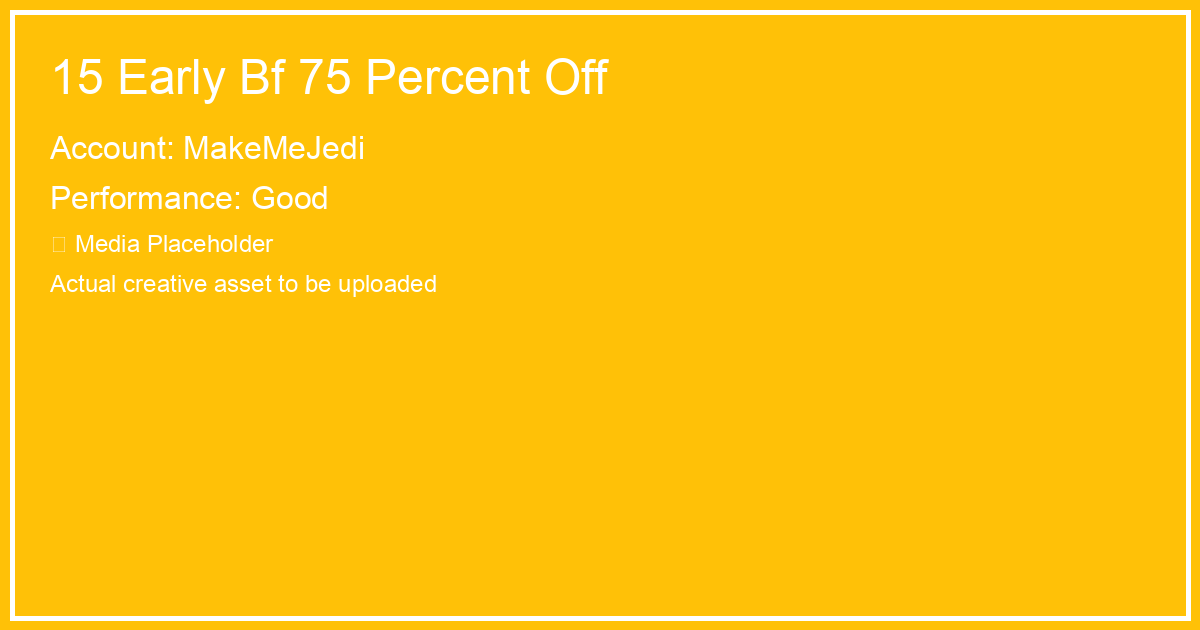 15 Early Bf 75 Percent Off
Account: MakeMeJedi
Performance: Good
Media Placeholder
Actual creative asset to be uploaded